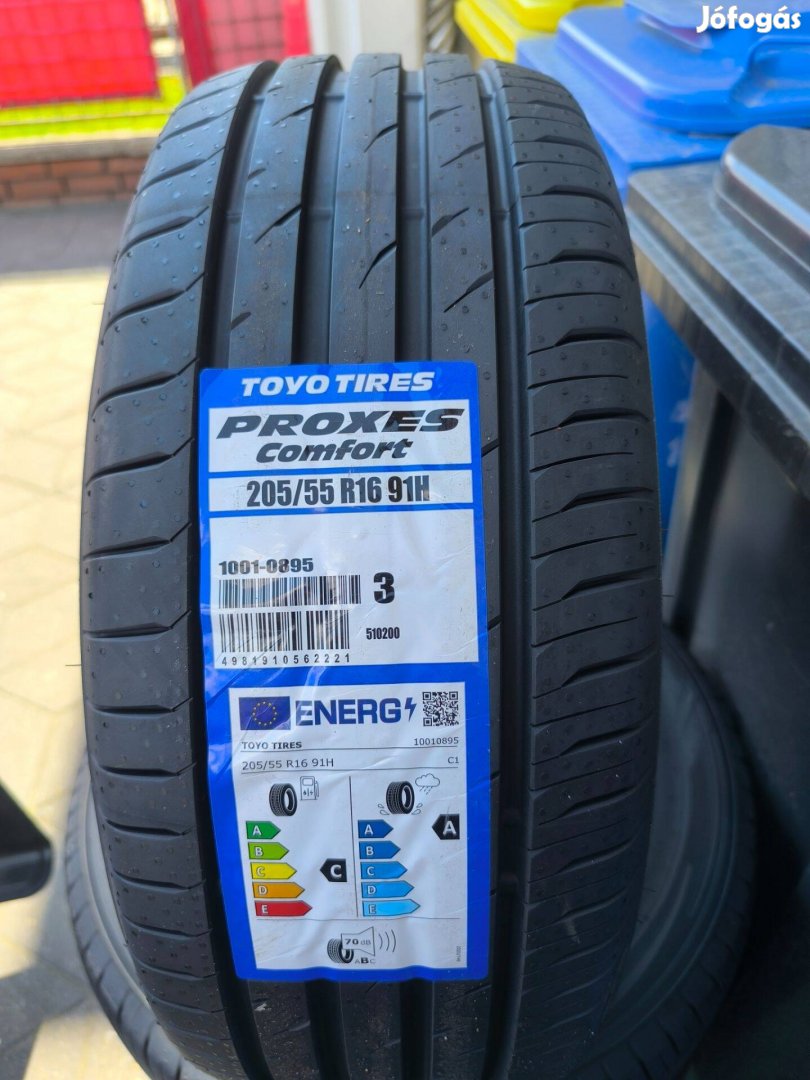 Jófogás
TOYO TIRES
PROXES
Comfort
205/55 R16 91H
1001-0895
3
510200
4981910562221
ENERG
TOYO TIRES 10010895
205/55 R16 91H C1
A A A
B B
C C C
D D
E E
70 dB
ABC